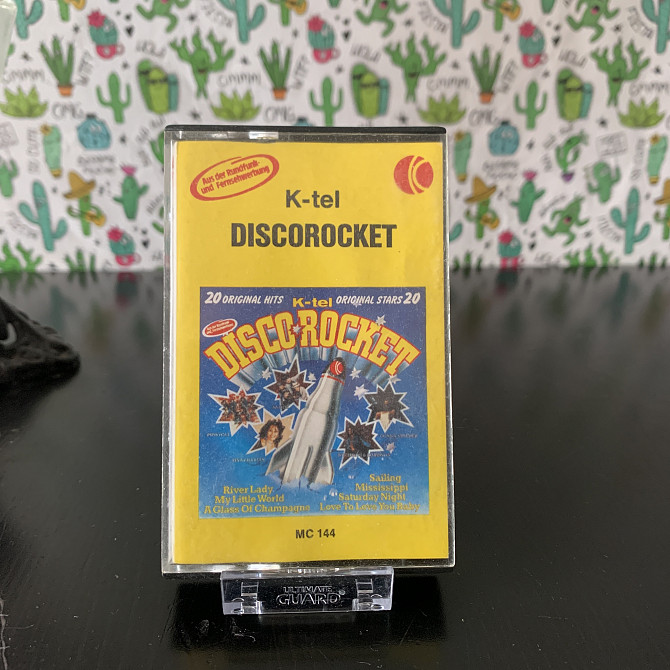 Aus der Rundfunk-
und Fernsehwerbung
K-tel
DISCOROCKET
20 ORIGINAL HITS K-tel ORIGINAL STARS 20
DISCO ROCKET
River Lady
My Little World
A Glass Of Champagne
Sailing
Mississippi
Saturday Night
Love To Love You Baby
MC 144
ULTIMATE
GUARD